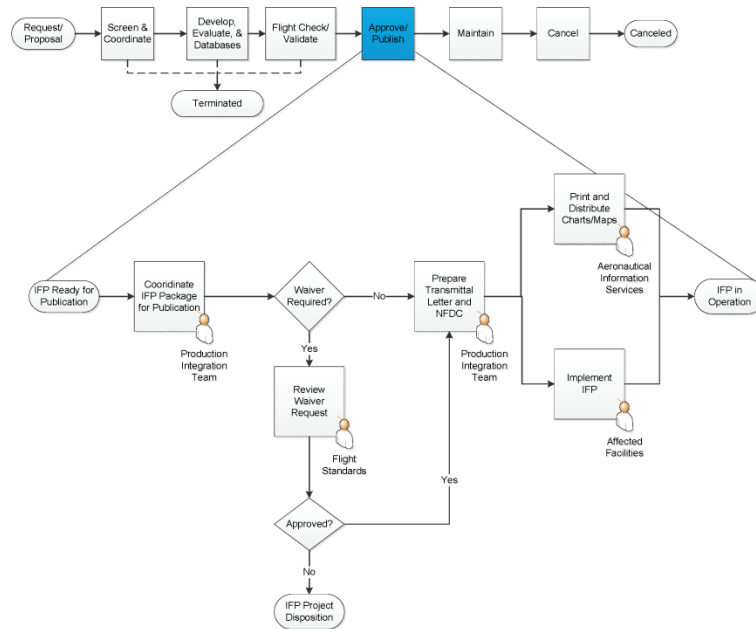 Request/
Proposal
Screen &
Coordinate
Develop,
Evaluate, &
Databases
Flight Check/
Validate
Approve/
Publish
Maintain
Cancel
Canceled
Terminated
IFP Ready for
Publication
Coordinate
IFP Package
for Publication
Production
Integration
Team
Waiver
Required?
No
Yes
Review
Waiver
Request
Flight
Standards
Approved?
Yes
No
IFP Project
Disposition
Prepare
Transmittal
Letter and
NFDC
Production
Integration
Team
Print and
Distribute
Charts/Maps
Aeronautical
Information
Services
Implement
IFP
Affected
Facilities
IFP in
Operation